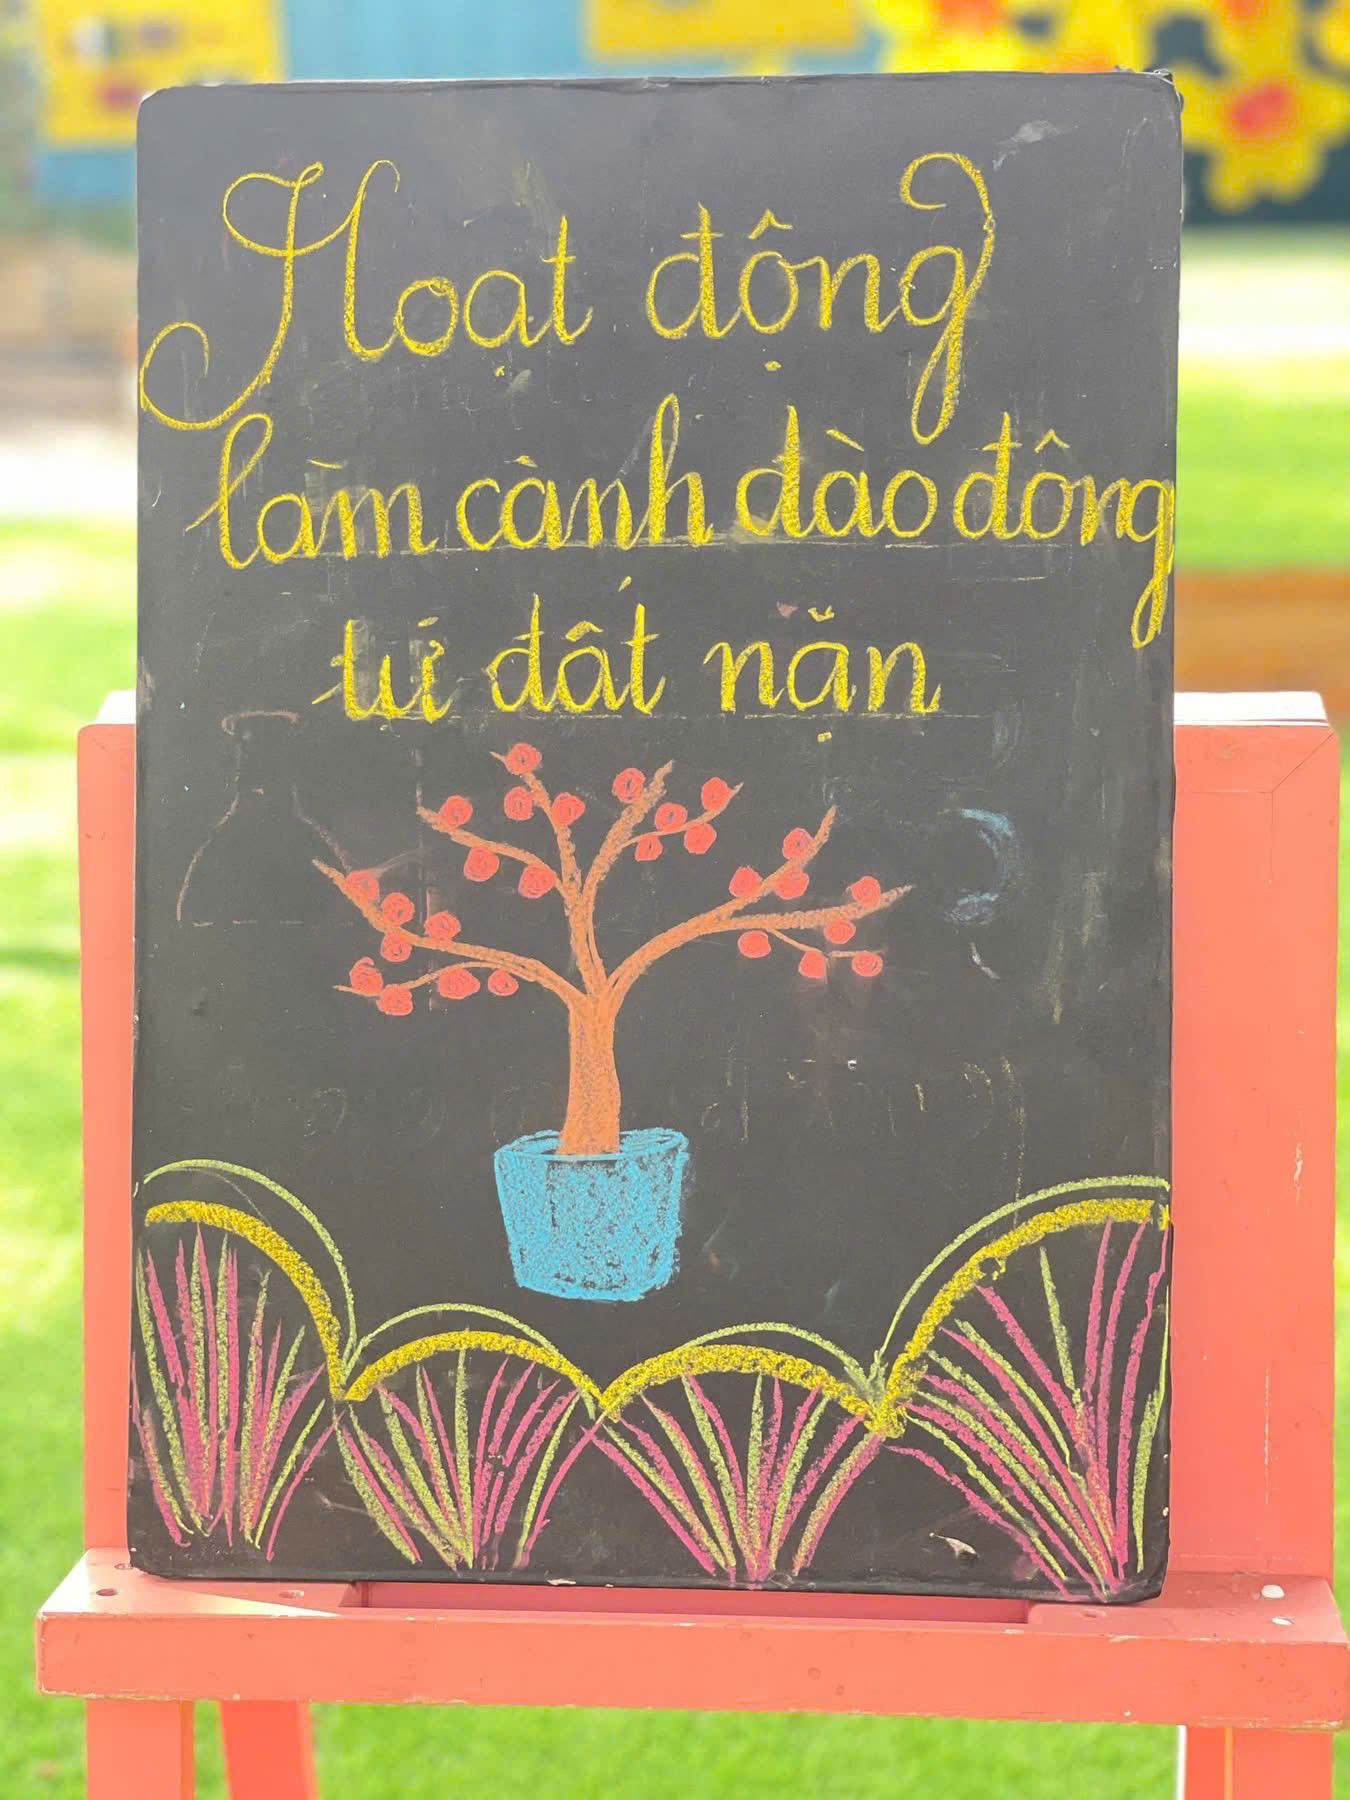 Hoạt động
làm cành đào đông
từ đất nặn